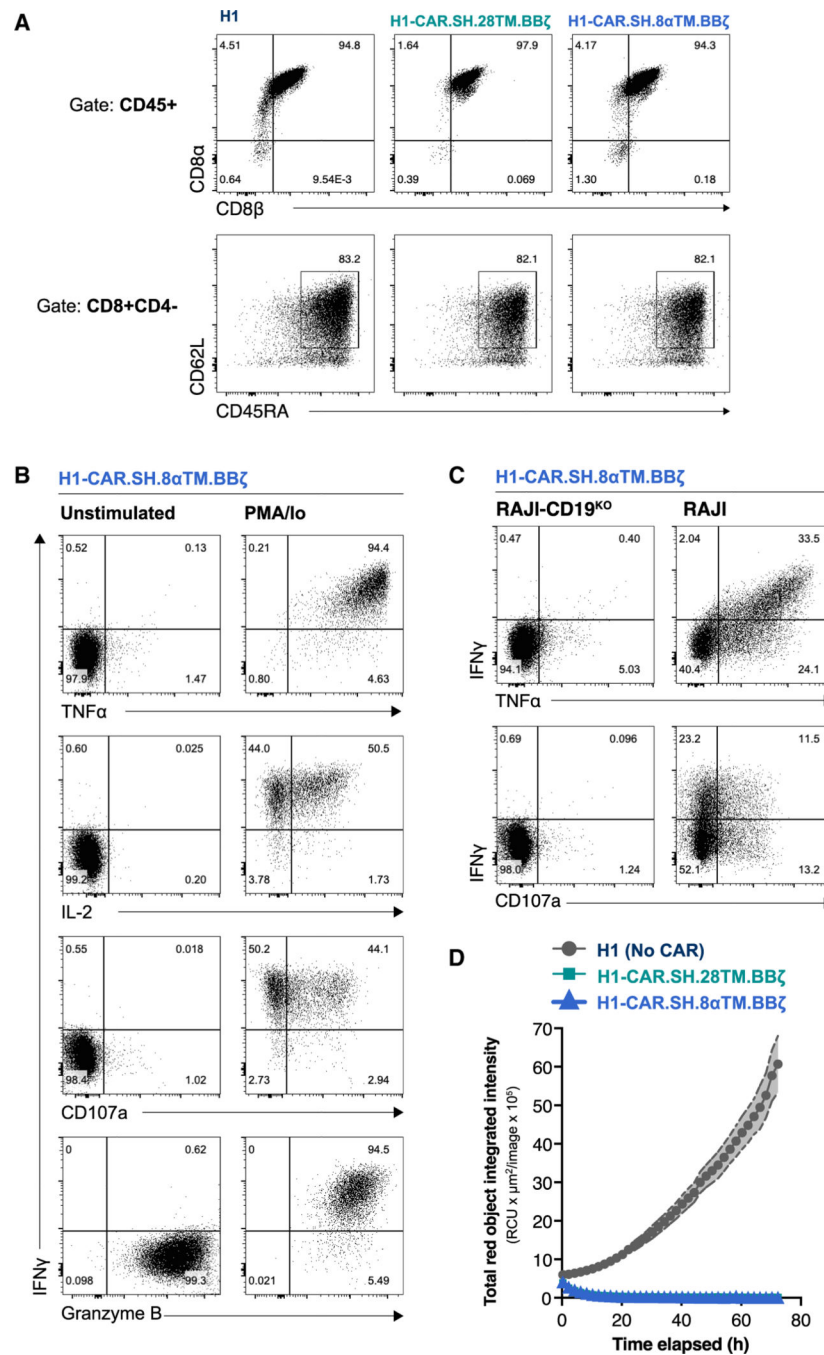 A
H1
H1-CAR.SH.28TM.BBζ
H1-CAR.SH.8αTM.BBζ
Gate: CD45+
4.51 94.8
0.64 9.54E-3
1.64 97.9
0.39 0.069
4.17 94.3
1.30 0.18
CD8α
CD8β
Gate: CD8+CD4-
83.2
82.1
82.1
CD62L
CD45RA
B
H1-CAR.SH.8αTM.BBζ
Unstimulated PMA/Io
0.52 0.13
97.9 1.47
0.21 94.4
0.80 4.63
TNFα
0.60 0.025
99.2 0.20
44.0 50.5
3.78 1.73
IL-2
0.55 0.018
98.4 1.02
50.2 44.1
2.73 2.94
CD107a
0 0.62
0.098 99.3
0 94.5
0.021 5.49
IFNγ
Granzyme B
C
H1-CAR.SH.8αTM.BBζ
RAJI-CD19KO RAJI
0.47 0.40
94.1 5.03
2.04 33.5
40.4 24.1
IFNγ
TNFα
0.69 0.096
98.0 1.24
23.2 11.5
52.1 13.2
IFNγ
CD107a
D
H1 (No CAR)
H1-CAR.SH.28TM.BBζ
H1-CAR.SH.8αTM.BBζ
Total red object integrated intensity
(RCU x µm²/image x 10⁵)
70
60
50
40
30
20
10
0
0 20 40 60 80
Time elapsed (h)